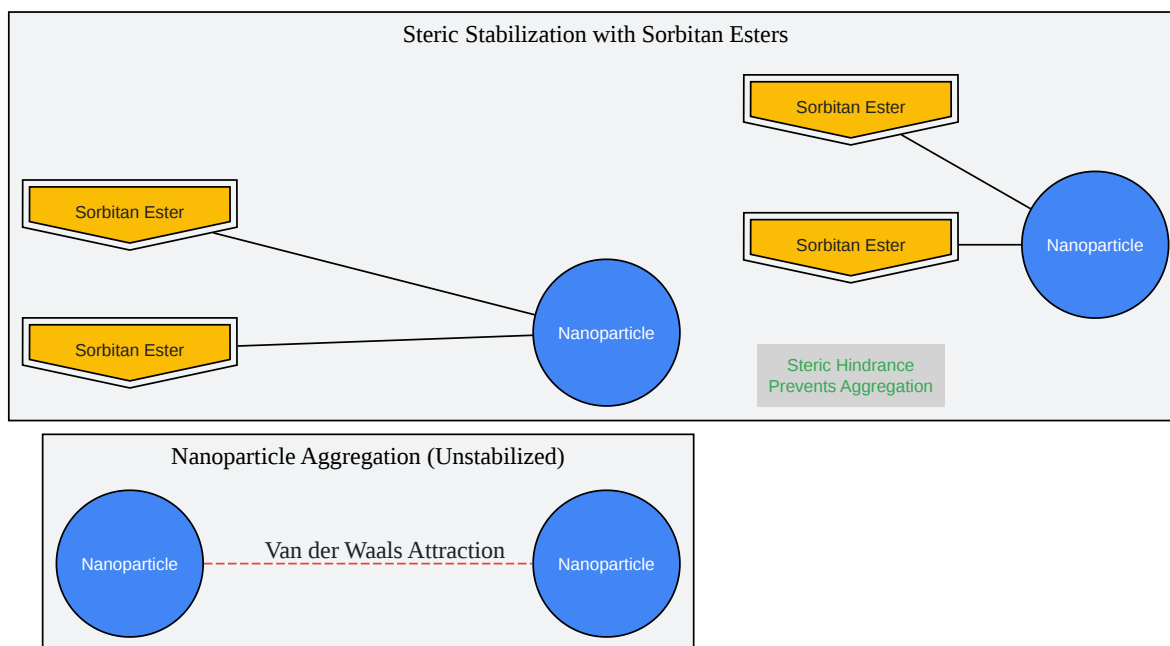 Steric Stabilization with Sorbitan Esters
Sorbitan Ester
Sorbitan Ester
Nanoparticle
Sorbitan Ester
Sorbitan Ester
Nanoparticle
Steric Hindrance
Prevents Aggregation
Nanoparticle Aggregation (Unstabilized)
Nanoparticle
Van der Waals Attraction
Nanoparticle